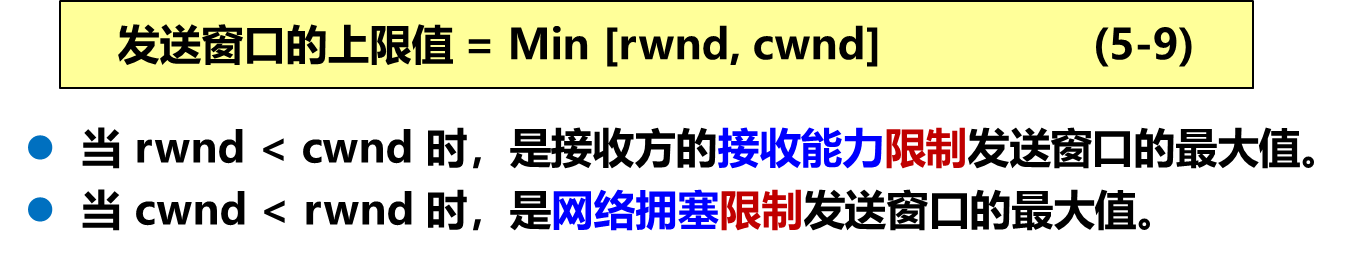 发送窗口的上限值 = Min [rwnd, cwnd] (5-9)
● 当 rwnd < cwnd 时，是接收方的接收能力限制发送窗口的最大值。
● 当 cwnd < rwnd 时，是网络拥塞限制发送窗口的最大值。